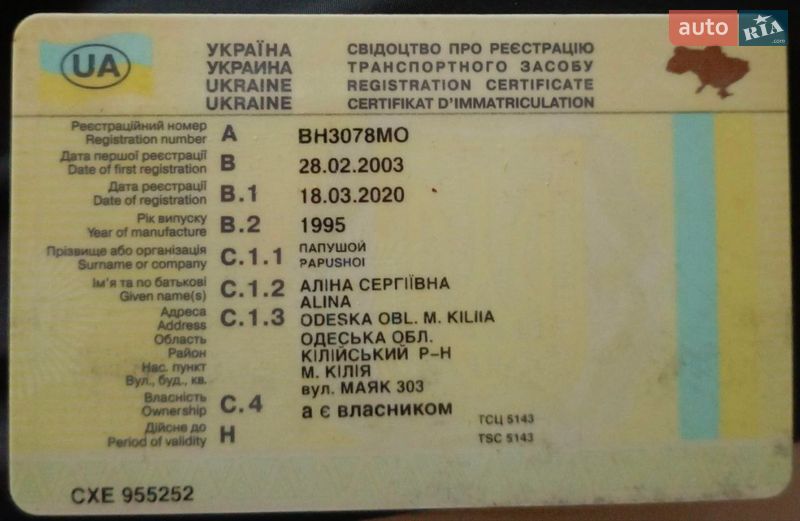 auto RIA .com
UA
УКРАЇНА СВІДОЦТВО ПРО РЕЄСТРАЦІЮ
УКРАИНА ТРАНСПОРТНОГО ЗАСОБУ
UKRAINE REGISTRATION CERTIFICATE
UKRAINE CERTIFIKAT D'IMMATRICULATION
Реєстраційний номер
Registration number A BH3078MO
Дата першої реєстрації
Date of first registration B 28.02.2003
Дата реєстрації
Date of registration B.1 18.03.2020
Рік випуску
Year of manufacture B.2 1995
Прізвище або організація C.1.1 ПАПУШОЙ
Surname or company PAPUSHOI
Ім'я та по батькові C.1.2 АЛІНА СЕРГІЇВНА
Given name(s) ALINA
Адреса C.1.3 ODESKA OBL. M. KILIIA
Address
Область ОДЕСЬКА ОБЛ.
Район КІЛІЙСЬКИЙ Р-Н
Нас. пункт М. КІЛІЯ
Вул., буд., кв. вул. МАЯК 303
Власність
Ownership C.4 а є власником ТСЦ 5143
Дійсне до
Period of validity H TSC 5143
CXE 955252